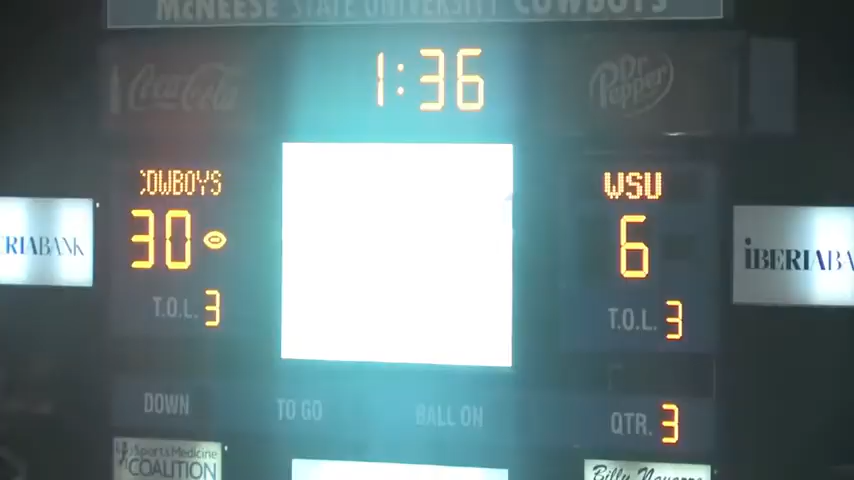 McNEESE STATE UNIVERSITY COWBOYS
Coca-Cola
1:36
Dr Pepper
COWBOYS
WSU
30
6
T.O.L. 3
T.O.L. 3
IBERIABANK
DOWN
TO GO
BALL ON
QTR. 3
Sports Medicine
COALITION
Billy Navarre